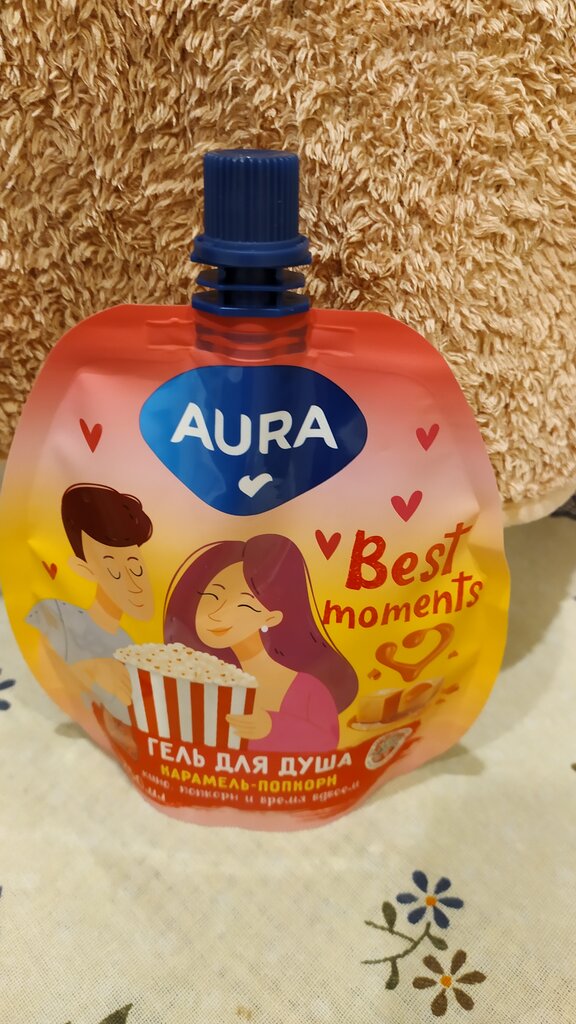 AURA
Best
moments
ГЕЛЬ ДЛЯ ДУША
КАРАМЕЛЬ-ПОПКОРН
кино, попкорн и время вдвоем